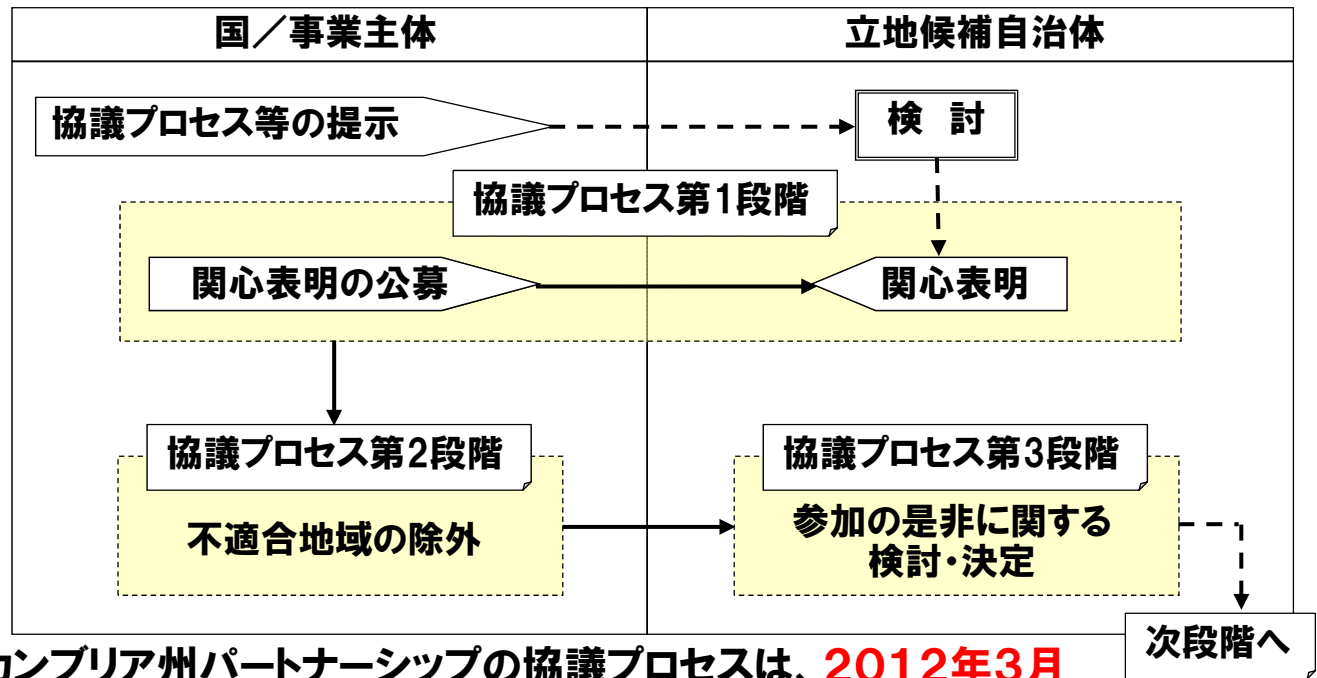 国／事業主体
立地候補自治体
協議プロセス等の提示
検 討
協議プロセス第1段階
関心表明の公募
関心表明
協議プロセス第2段階
不適合地域の除外
協議プロセス第3段階
参加の是非に関する
検討・決定
次段階へ
カンブリア州パートナーシップの協議プロセスは、2012年3月